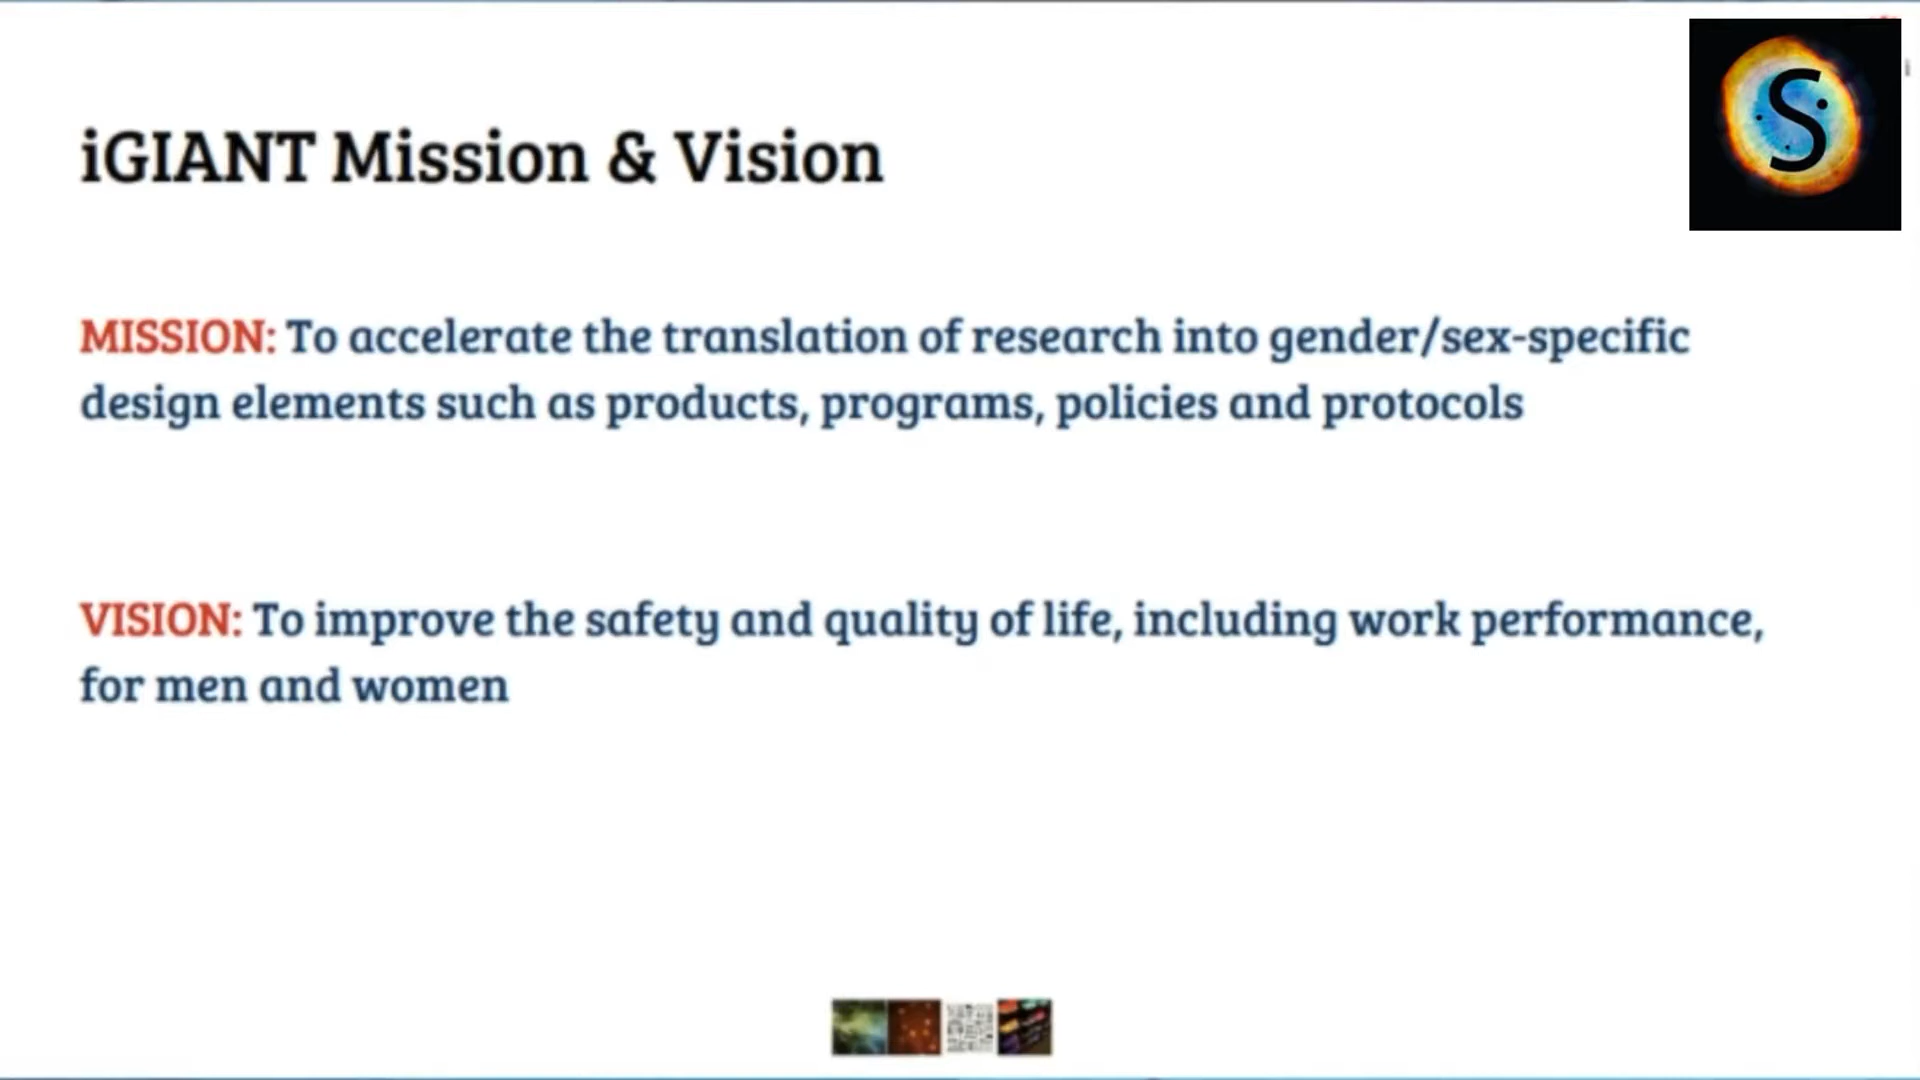 S
iGIANT Mission & Vision
MISSION: To accelerate the translation of research into gender/sex-specific
design elements such as products, programs, policies and protocols
VISION: To improve the safety and quality of life, including work performance,
for men and women